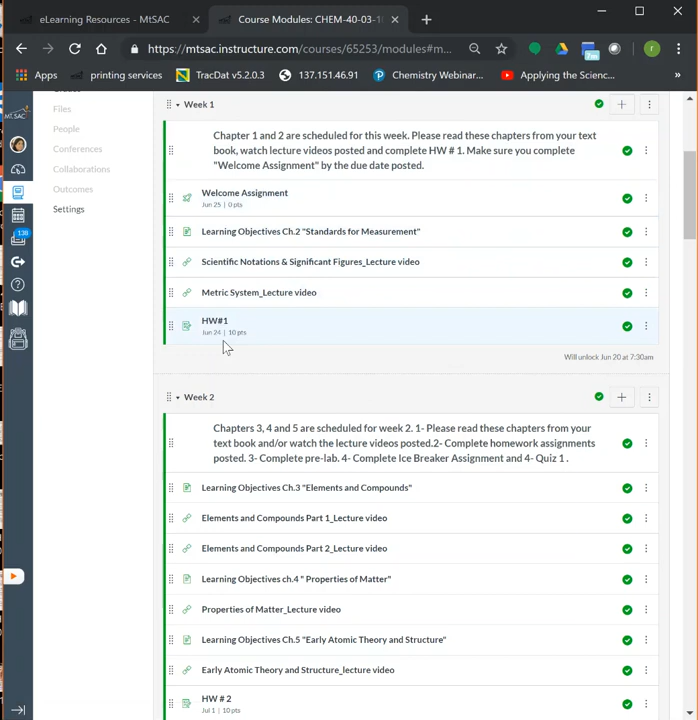 eLearning Resources - MtSAC
Course Modules: CHEM-40-03-1
https://mtsac.instructure.com/courses/65253/modules#m...
7m
r
Apps
printing services
TracDat v5.2.0.3
137.151.46.91
Chemistry Webinar...
Applying the Scienc...
»
Files
People
Conferences
Collaborations
Outcomes
Settings
Mt. SAC
138
Week 1
Chapter 1 and 2 are scheduled for this week. Please read these chapters from your text
book, watch lecture videos posted and complete HW # 1. Make sure you complete
"Welcome Assignment" by the due date posted.
Welcome Assignment
Jun 25 | 0 pts
Learning Objectives Ch.2 "Standards for Measurement"
Scientific Notations & Significant Figures_Lecture video
Metric System_Lecture video
HW#1
Jun 24 | 10 pts
Will unlock Jun 20 at 7:30am
Week 2
Chapters 3, 4 and 5 are scheduled for week 2. 1- Please read these chapters from your
text book and/or watch the lecture videos posted.2- Complete homework assignments
posted. 3- Complete pre-lab. 4- Complete Ice Breaker Assignment and 4- Quiz 1 .
Learning Objectives Ch.3 "Elements and Compounds"
Elements and Compounds Part 1_Lecture video
Elements and Compounds Part 2_Lecture video
Learning Objectives ch.4 " Properties of Matter"
Properties of Matter_Lecture video
Learning Objectives Ch.5 "Early Atomic Theory and Structure"
Early Atomic Theory and Structure_lecture video
HW # 2
Jul 1 | 10 pts